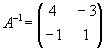 A⁻¹ = ( 4 −3
−1 1 )